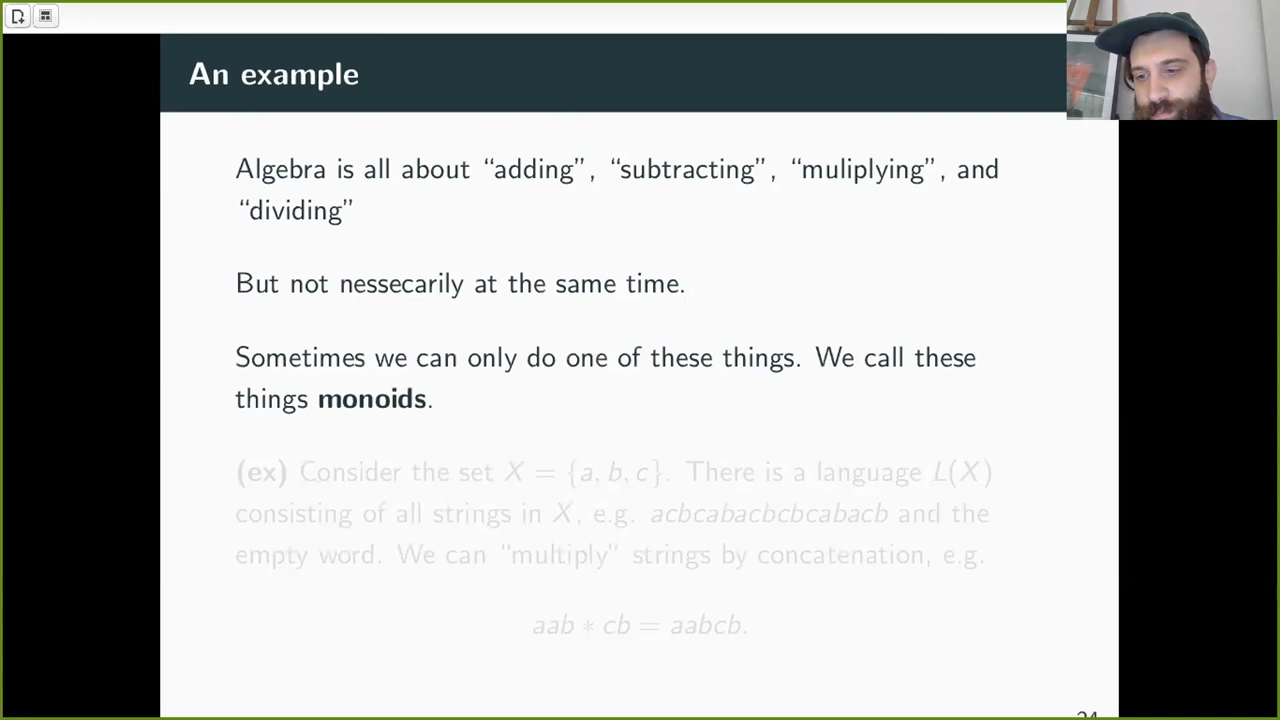 An example
Algebra is all about “adding”, “subtracting”, “muliplying”, and
“dividing”
But not nessecarily at the same time.
Sometimes we can only do one of these things. We call these
things monoids.
(ex) Consider the set X = {a, b, c}. There is a language L(X)
consisting of all strings in X, e.g. acbcabacbcbcabacb and the
empty word. We can “multiply” strings by concatenation, e.g.
aab ∗ cb = aabcb.